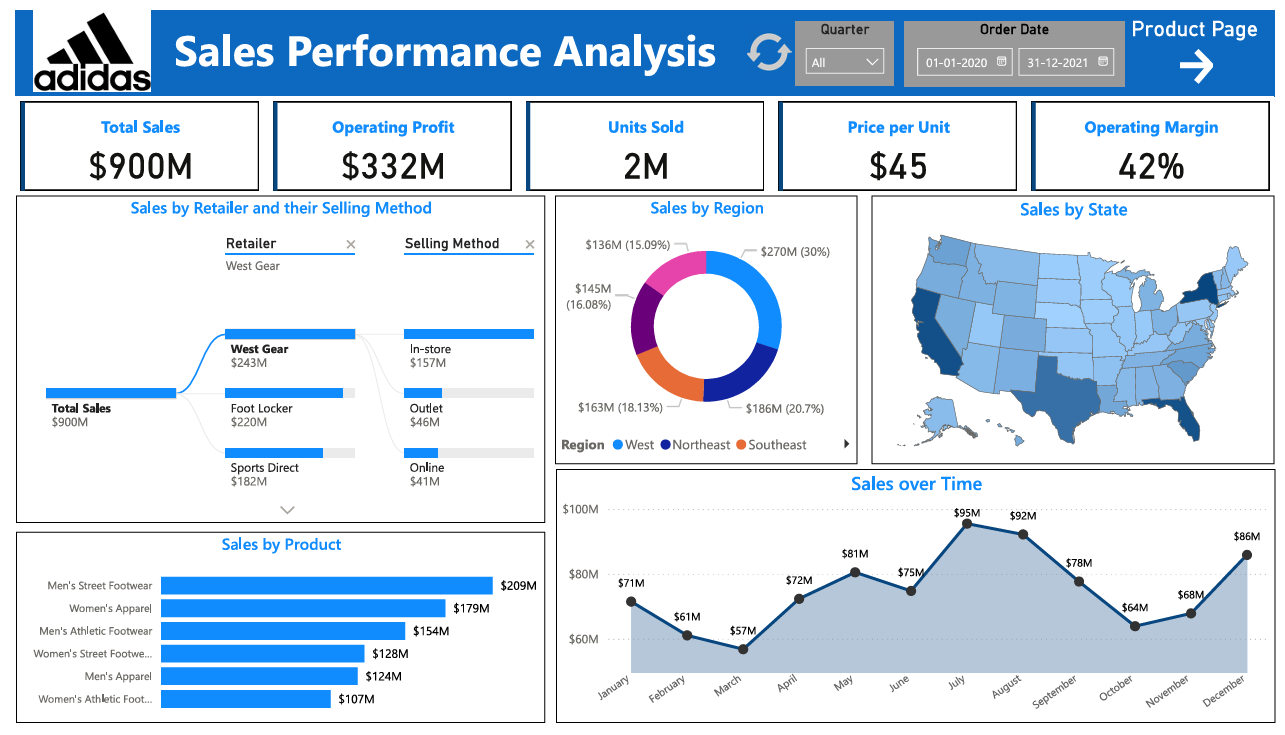 adidas
Sales Performance Analysis
Quarter
All
Order Date
01-01-2020
31-12-2021
Product Page
Total Sales
$900M
Operating Profit
$332M
Units Sold
2M
Price per Unit
$45
Operating Margin
42%
Sales by Retailer and their Selling Method
Retailer
West Gear
Selling Method
Total Sales
$900M
West Gear
$243M
Foot Locker
$220M
Sports Direct
$182M
In-store
$157M
Outlet
$46M
Online
$41M
Sales by Region
$136M (15.09%)
$270M (30%)
$145M
(16.08%)
$163M (18.13%)
$186M (20.7%)
Region West Northeast Southeast
Sales by State
Sales by Product
Men's Street Footwear $209M
Women's Apparel $179M
Men's Athletic Footwear $154M
Women's Street Footwe... $128M
Men's Apparel $124M
Women's Athletic Foot... $107M
Sales over Time
$100M
$80M
$60M
$71M
$61M
$57M
$72M
$81M
$75M
$95M
$92M
$78M
$64M
$68M
$86M
January
February
March
April
May
June
July
August
September
October
November
December